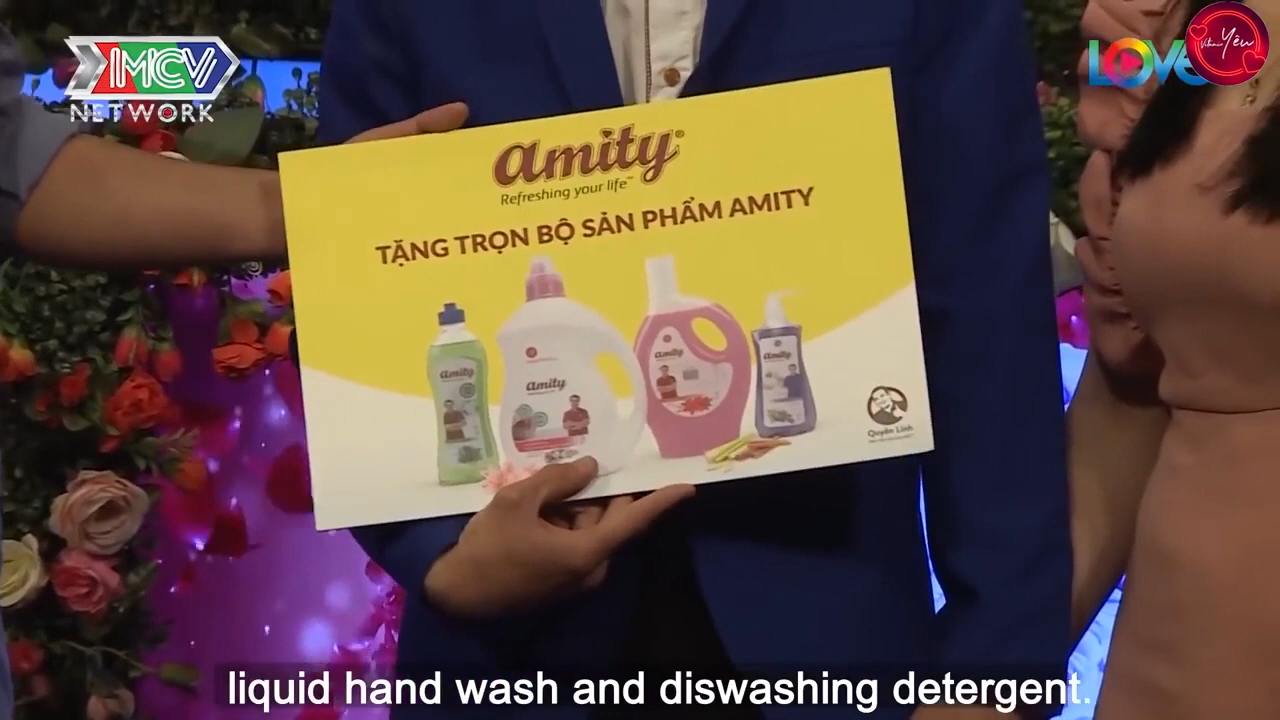 MCV
NETWORK
LOVE
Yêu
amity®
Refreshing your life™
TẶNG TRỌN BỘ SẢN PHẨM AMITY
amity
amity
amity
amity
Quyền Linh
liquid hand wash and diswashing detergent.